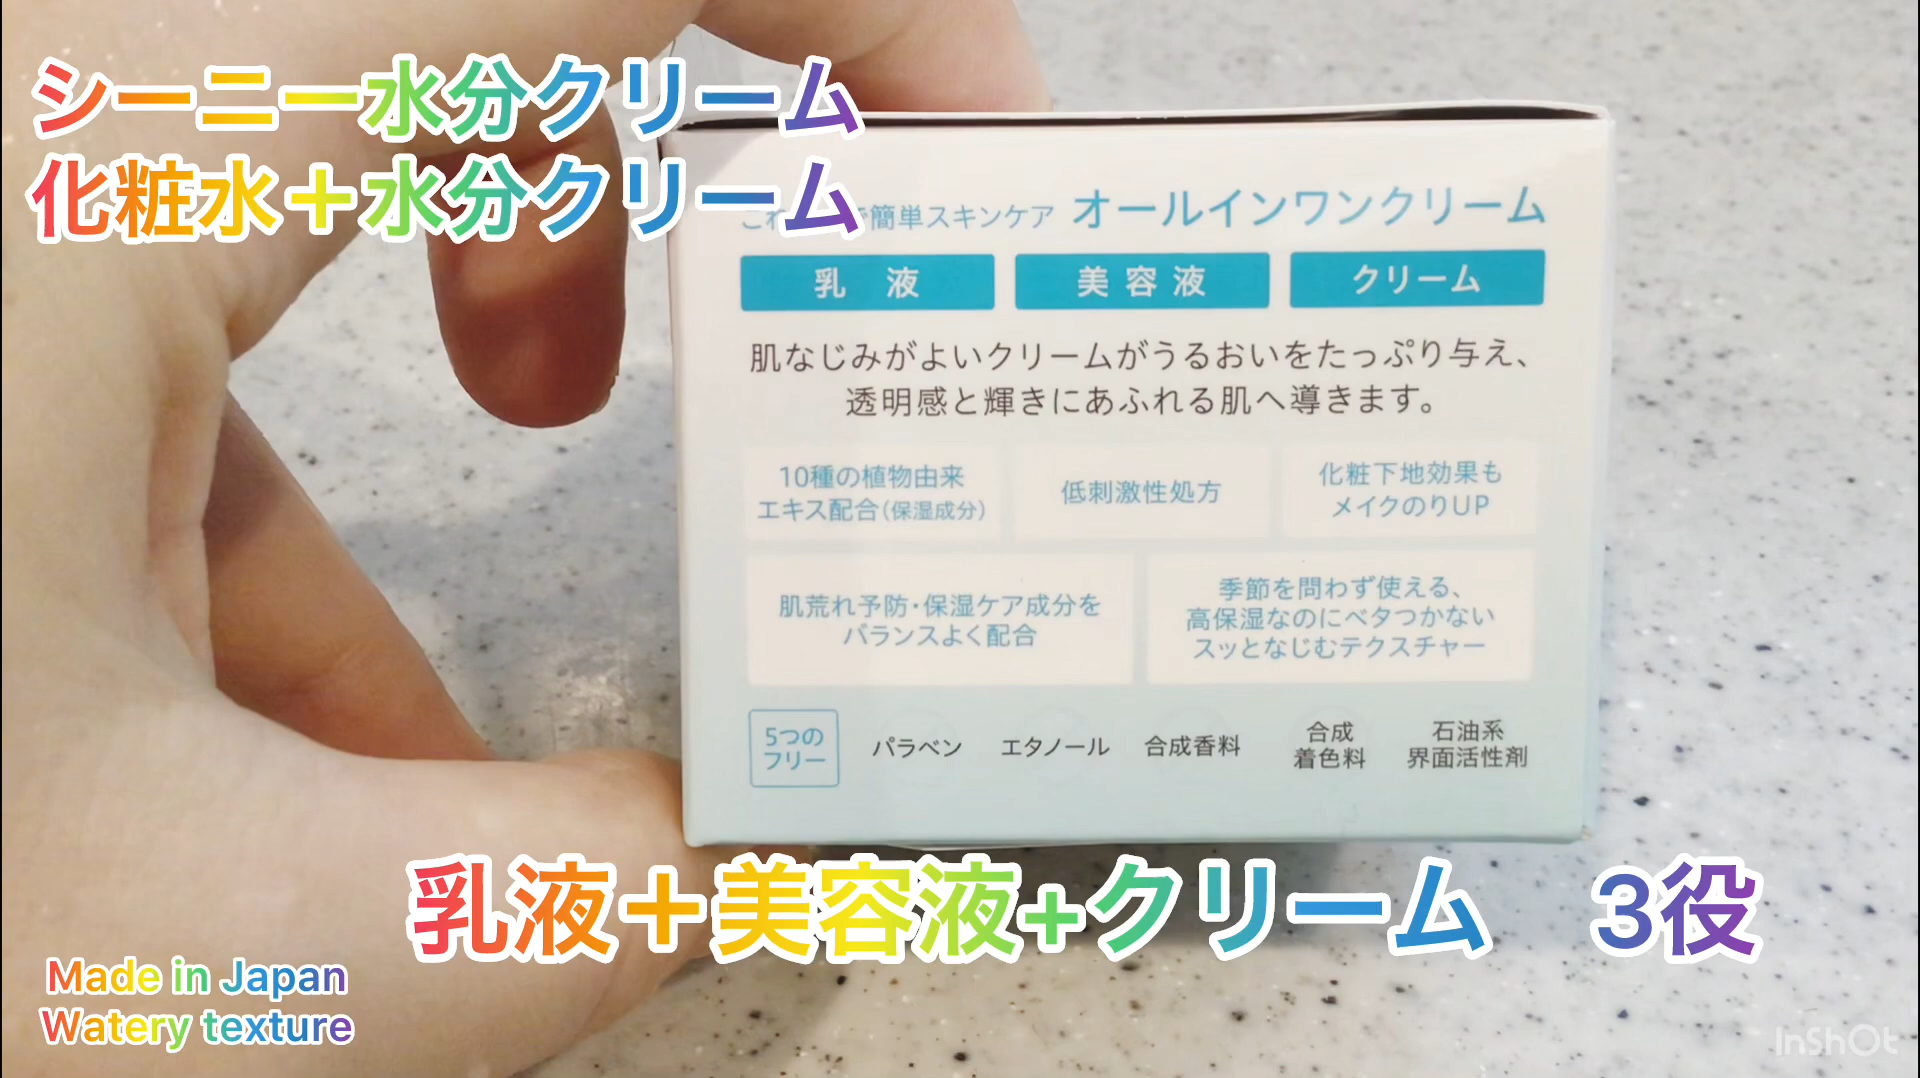 シーニー水分クリーム
化粧水＋水分クリーム
で簡単スキンケア オールインワンクリーム
乳液 美容液 クリーム
肌なじみがよいクリームがうるおいをたっぷり与え、
透明感と輝きにあふれる肌へ導きます。
10種の植物由来
エキス配合(保湿成分)
低刺激性処方
化粧下地効果も
メイクのりUP
肌荒れ予防・保湿ケア成分を
バランスよく配合
季節を問わず使える、
高保湿なのにベタつかない
スッとなじむテクスチャー
5つの
フリー
パラベン
エタノール
合成香料
合成
着色料
石油系
界面活性剤
乳液＋美容液+クリーム 3役
Made in Japan
Watery texture
InShOt